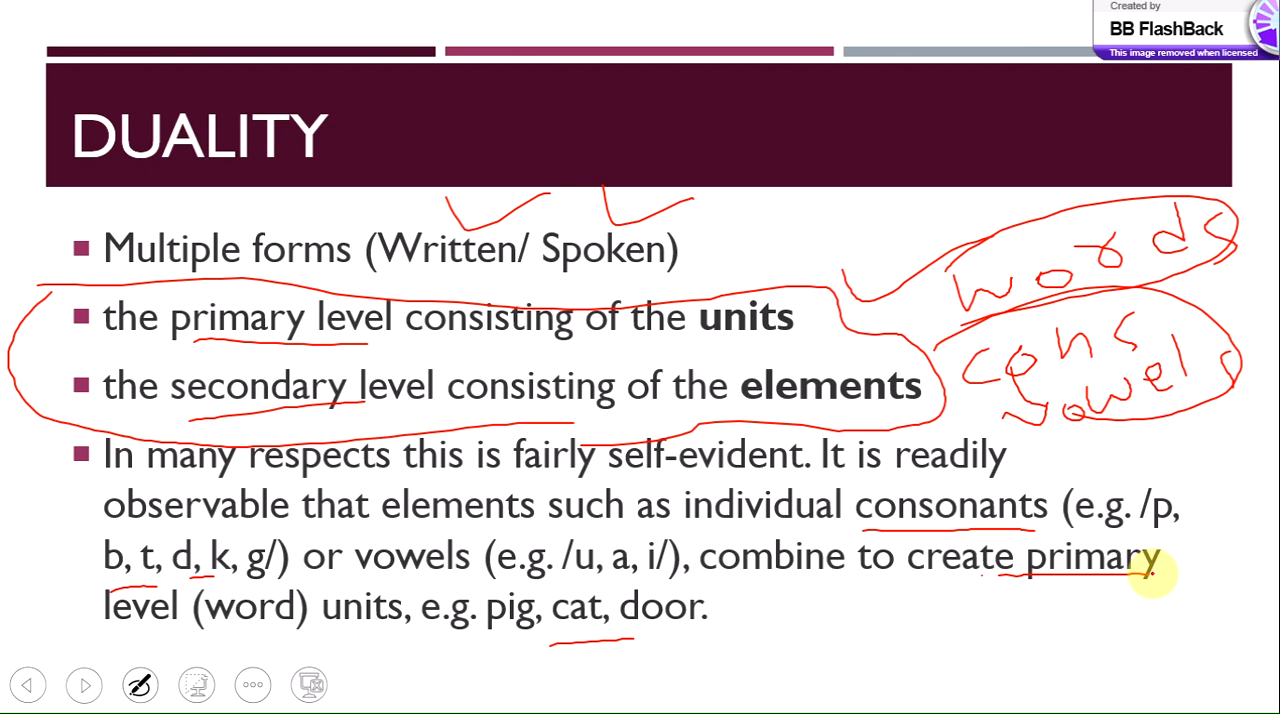 Created by
BB FlashBack
This image removed when licensed
DUALITY
Multiple forms (Written/ Spoken)
words
the primary level consisting of the units
cons
vowels
the secondary level consisting of the elements
In many respects this is fairly self-evident. It is readily
observable that elements such as individual consonants (e.g. /p,
b, t, d, k, g/) or vowels (e.g. /u, a, i/), combine to create primary
level (word) units, e.g. pig, cat, door.